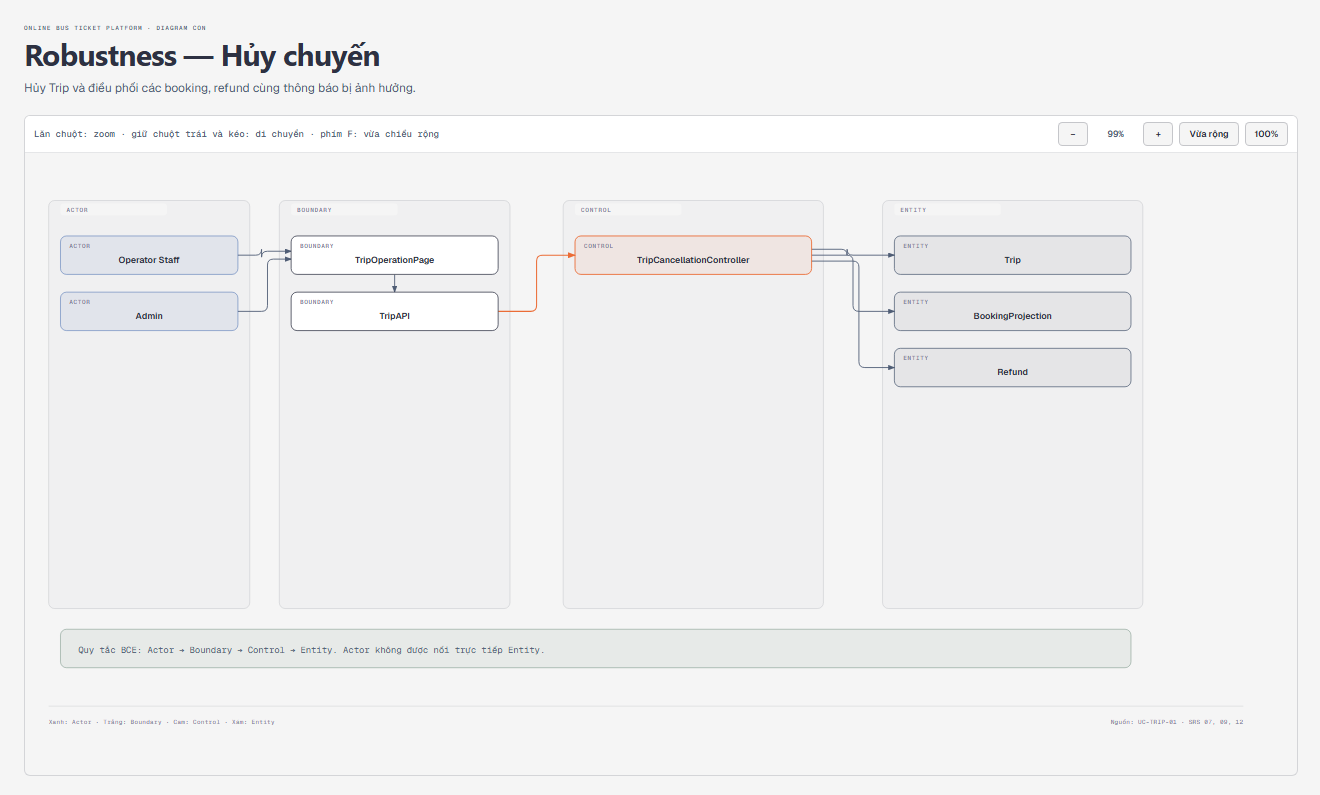 ONLINE BUS TICKET PLATFORM · DIAGRAM CON
Robustness — Hủy chuyến
Hủy Trip và điều phối các booking, refund cùng thông báo bị ảnh hưởng.
Lăn chuột: zoom · giữ chuột trái và kéo: di chuyển · phím F: vừa chiều rộng
− 99% + Vừa rộng 100%
ACTOR
BOUNDARY
CONTROL
ENTITY
ACTOR
Operator Staff
BOUNDARY
TripOperationPage
CONTROL
TripCancellationController
ENTITY
Trip
ACTOR
Admin
BOUNDARY
TripAPI
ENTITY
BookingProjection
ENTITY
Refund
Quy tắc BCE: Actor → Boundary → Control → Entity. Actor không được nối trực tiếp Entity.
Xanh: Actor · Trắng: Boundary · Cam: Control · Xám: Entity
Nguồn: UC-TRIP-01 · SRS 07, 09, 12